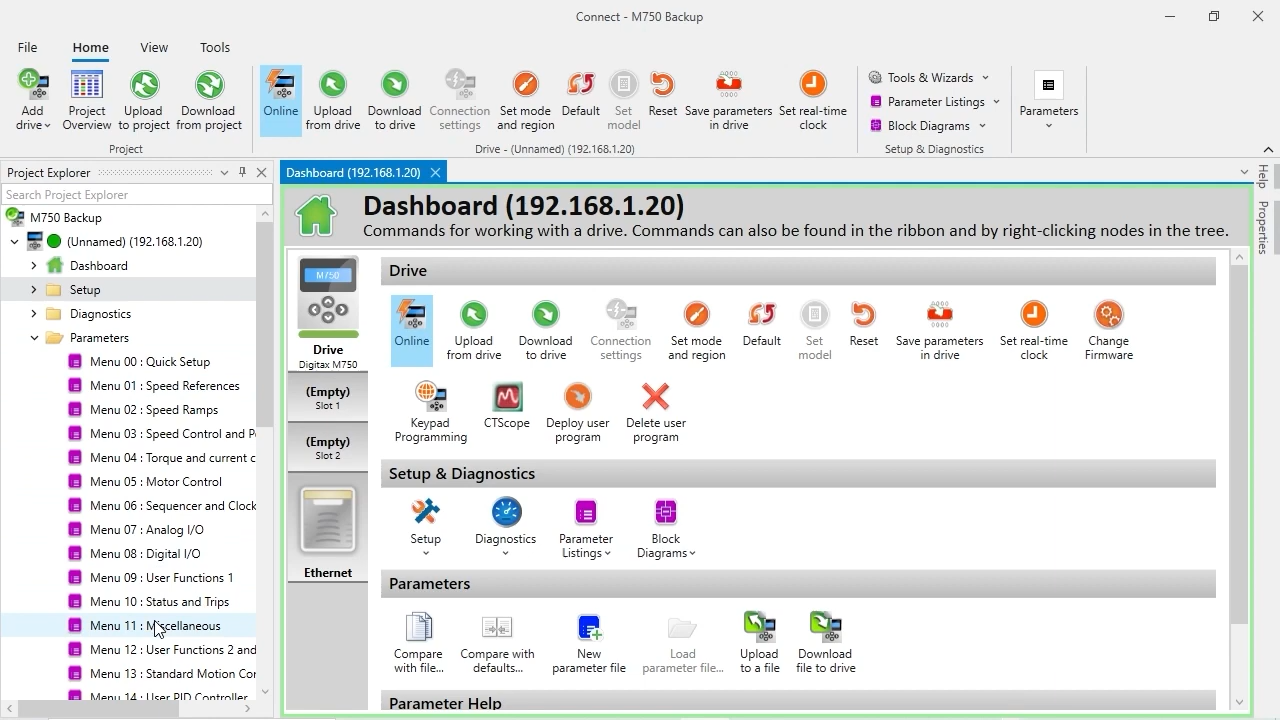 Connect - M750 Backup
File Home View Tools
Add drive
Project Overview
Upload to project
Download from project
Project
Online
Upload from drive
Download to drive
Connection settings
Set mode and region
Default
Set model
Reset
Save parameters in drive
Set real-time clock
Drive - (Unnamed) (192.168.1.20)
Tools & Wizards
Parameter Listings
Block Diagrams
Setup & Diagnostics
Parameters
Project Explorer
Search Project Explorer
M750 Backup
(Unnamed) (192.168.1.20)
Dashboard
Setup
Diagnostics
Parameters
Menu 00 : Quick Setup
Menu 01 : Speed References
Menu 02 : Speed Ramps
Menu 03 : Speed Control and P
Menu 04 : Torque and current c
Menu 05 : Motor Control
Menu 06 : Sequencer and Clock
Menu 07 : Analog I/O
Menu 08 : Digital I/O
Menu 09 : User Functions 1
Menu 10 : Status and Trips
Menu 11 : Miscellaneous
Menu 12 : User Functions 2 and
Menu 13 : Standard Motion Con
Menu 14 : User PID Controller
Dashboard (192.168.1.20)
Dashboard (192.168.1.20)
Commands for working with a drive. Commands can also be found in the ribbon and by right-clicking nodes in the tree.
M750
Drive
Digitax M750
(Empty)
Slot 1
(Empty)
Slot 2
Ethernet
Drive
Online
Upload from drive
Download to drive
Connection settings
Set mode and region
Default
Set model
Reset
Save parameters in drive
Set real-time clock
Change Firmware
Keypad Programming
CTScope
Deploy user program
Delete user program
Setup & Diagnostics
Setup
Diagnostics
Parameter Listings
Block Diagrams
Parameters
Compare with file...
Compare with defaults...
New parameter file
Load parameter file...
Upload to a file
Download file to drive
Parameter Help
Help
Properties